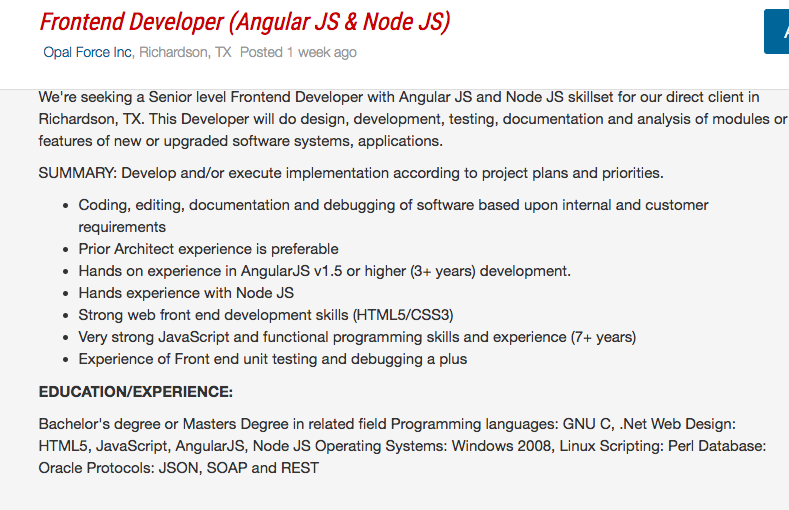 Frontend Developer (Angular JS & Node JS)
Opal Force Inc, Richardson, TX Posted 1 week ago
We're seeking a Senior level Frontend Developer with Angular JS and Node JS skillset for our direct client in
Richardson, TX. This Developer will do design, development, testing, documentation and analysis of modules or
features of new or upgraded software systems, applications.
SUMMARY: Develop and/or execute implementation according to project plans and priorities.
• Coding, editing, documentation and debugging of software based upon internal and customer
requirements
• Prior Architect experience is preferable
• Hands on experience in AngularJS v1.5 or higher (3+ years) development.
• Hands experience with Node JS
• Strong web front end development skills (HTML5/CSS3)
• Very strong JavaScript and functional programming skills and experience (7+ years)
• Experience of Front end unit testing and debugging a plus
EDUCATION/EXPERIENCE:
Bachelor's degree or Masters Degree in related field Programming languages: GNU C, .Net Web Design:
HTML5, JavaScript, AngularJS, Node JS Operating Systems: Windows 2008, Linux Scripting: Perl Database:
Oracle Protocols: JSON, SOAP and REST